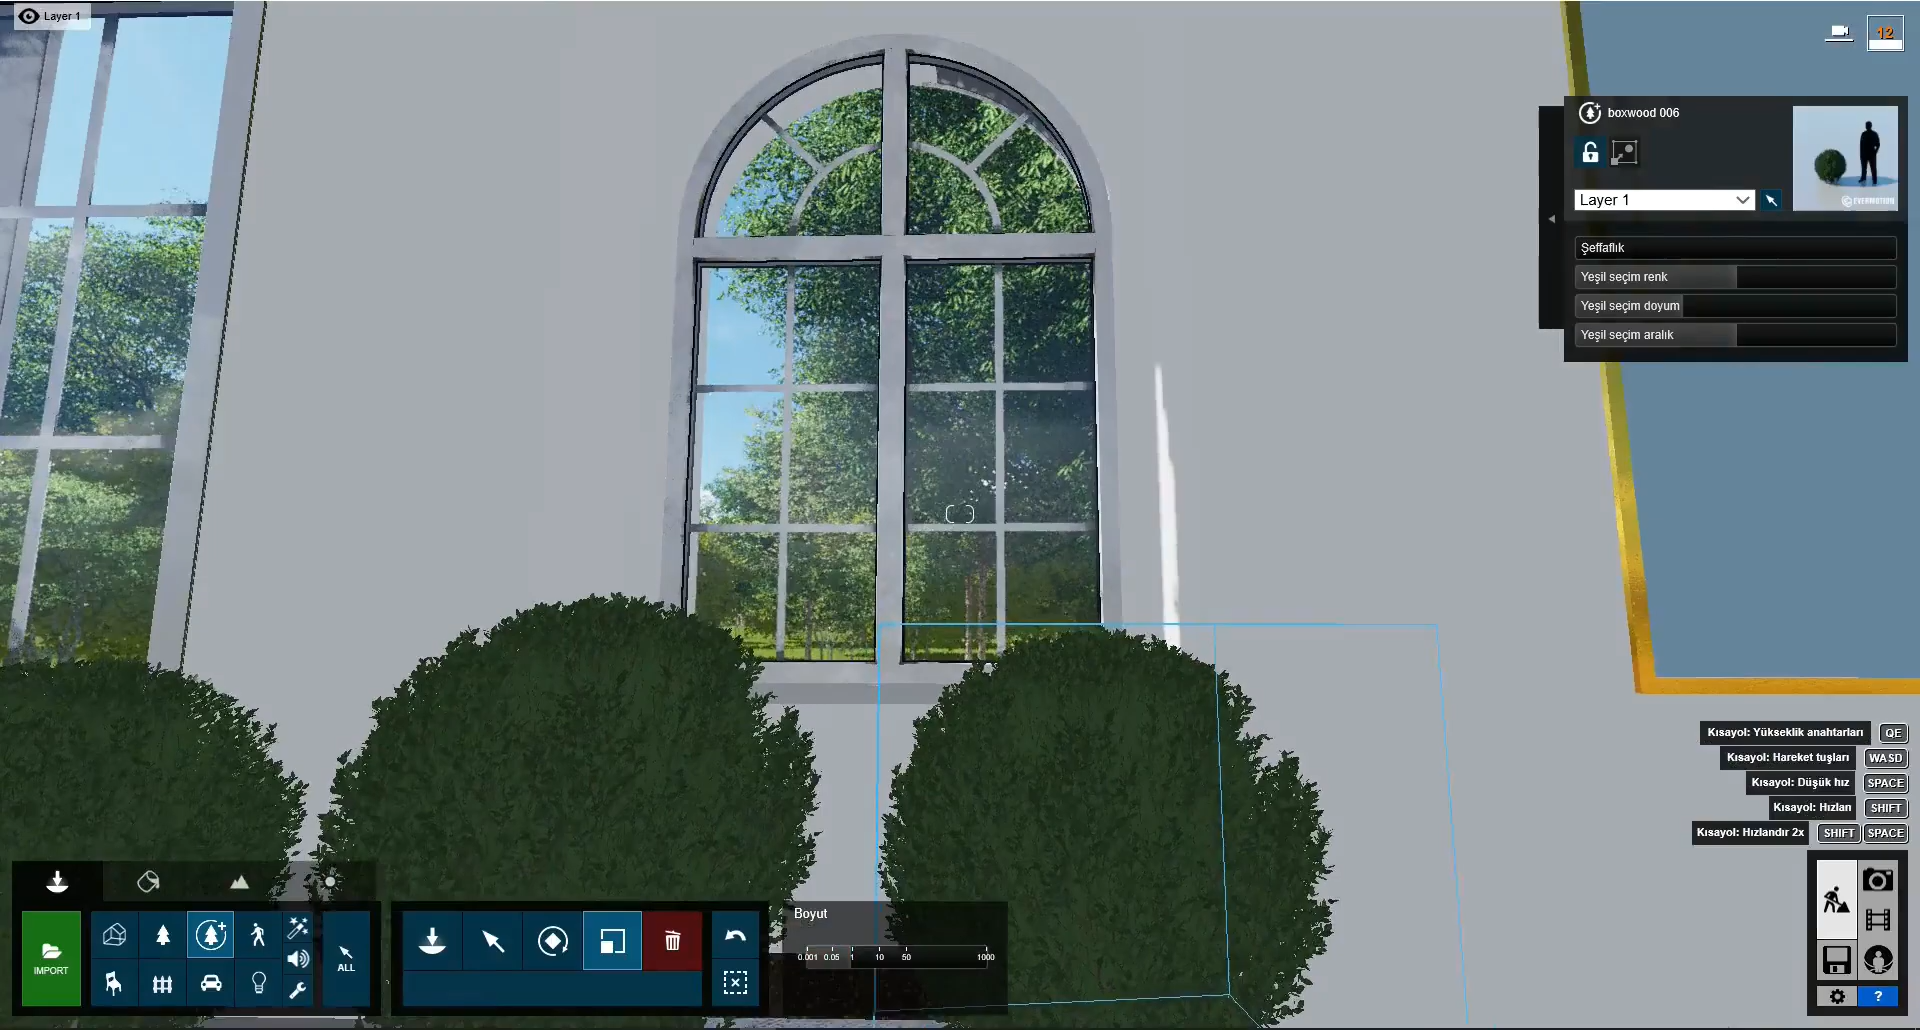 Layer 1
12
boxwood 006
EVERMOTION
Layer 1
Şeffaflık
Yeşil seçim renk
Yeşil seçim doyum
Yeşil seçim aralık
Kısayol: Yükseklik anahtarları QE
Kısayol: Hareket tuşları WASD
Kısayol: Düşük hız SPACE
Kısayol: Hızlan SHIFT
Kısayol: Hızlandır 2x SHIFT SPACE
Boyut
0.001 0.05 1 10 50 1000
IMPORT
ALL
?